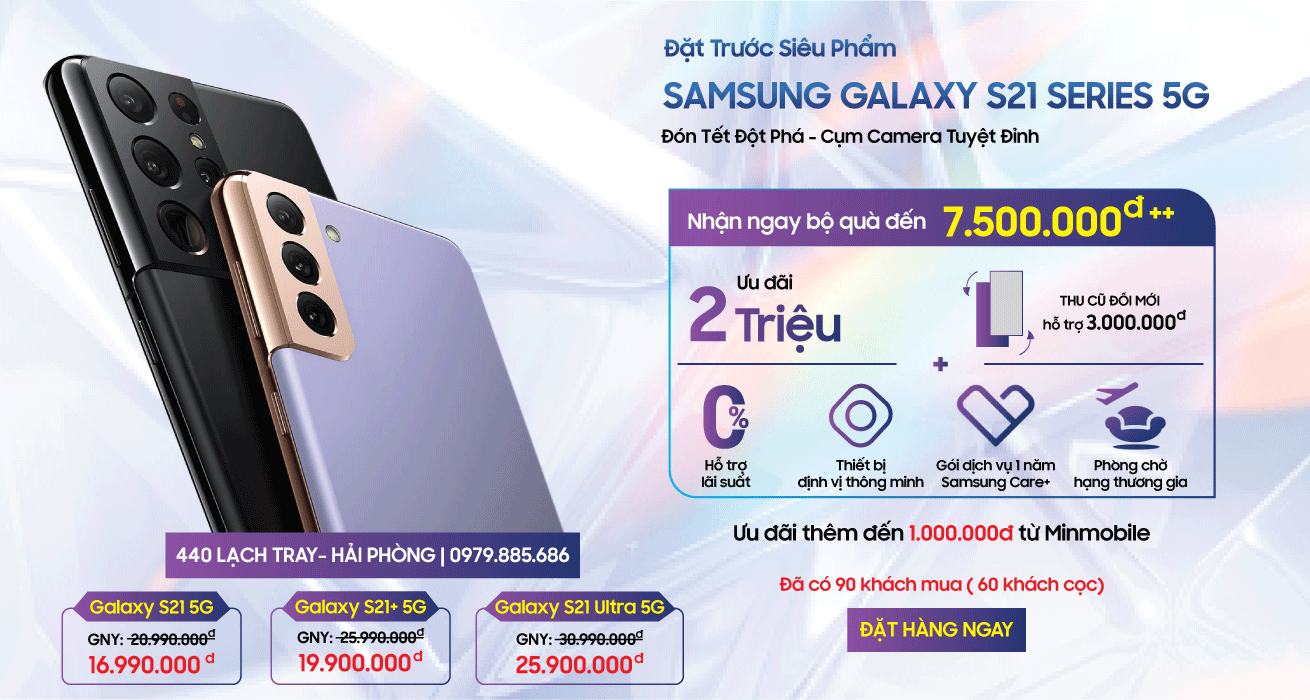 Đặt Trước Siêu Phẩm
SAMSUNG GALAXY S21 SERIES 5G
Đón Tết Đột Phá - Cụm Camera Tuyệt Đỉnh
Nhận ngay bộ quà đến 7.500.000đ ++
Ưu đãi
2 Triệu
THU CŨ ĐỔI MỚI
hỗ trợ 3.000.000đ
+
0%
Hỗ trợ
lãi suất
Thiết bị
định vị thông minh
Gói dịch vụ 1 năm
Samsung Care+
Phòng chờ
hạng thương gia
Ưu đãi thêm đến 1.000.000đ từ Minmobile
Đã có 90 khách mua ( 60 khách cọc)
ĐẶT HÀNG NGAY
440 LẠCH TRAY- HẢI PHÒNG | 0979.885.686
Galaxy S21 5G
GNY: 20.990.000đ
16.990.000 đ
Galaxy S21+ 5G
GNY: 25.990.000đ
19.900.000đ
Galaxy S21 Ultra 5G
GNY: 30.990.000đ
25.900.000đ